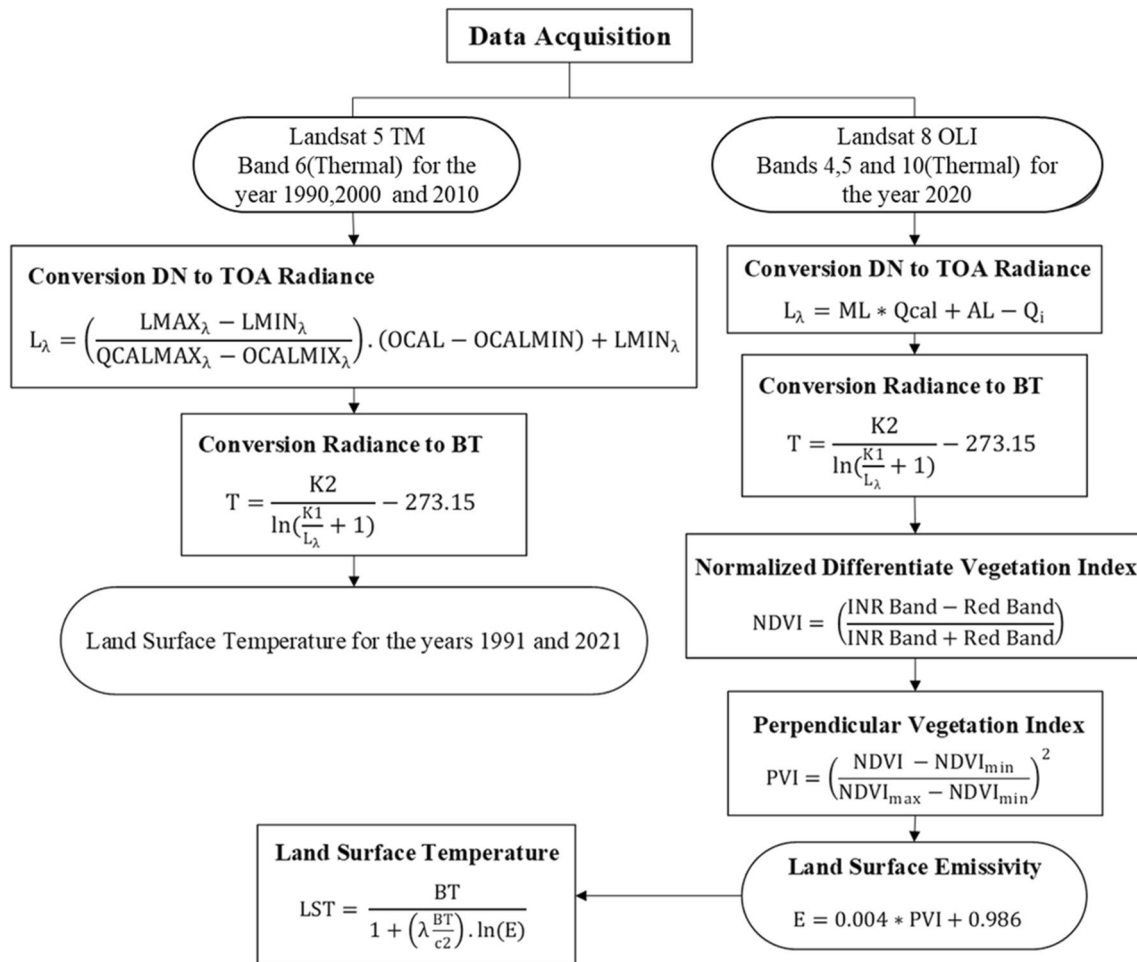 Data Acquisition
Landsat 5 TM
Band 6(Thermal) for the
year 1990,2000 and 2010
Conversion DN to TOA Radiance
L_λ = ((LMAX_λ − LMIN_λ)/(QCALMAX_λ − OCALMIX_λ)) . (OCAL − OCALMIN) + LMIN_λ
Conversion Radiance to BT
T = K2/ln(K1/L_λ + 1) − 273.15
Land Surface Temperature for the years 1991 and 2021
Landsat 8 OLI
Bands 4,5 and 10(Thermal) for
the year 2020
Conversion DN to TOA Radiance
L_λ = ML * Qcal + AL − Q_i
Conversion Radiance to BT
T = K2/ln(K1/L_λ + 1) − 273.15
Normalized Differentiate Vegetation Index
NDVI = ((INR Band − Red Band)/(INR Band + Red Band))
Perpendicular Vegetation Index
PVI = ((NDVI − NDVI_min)/(NDVI_max − NDVI_min))^2
Land Surface Emissivity
E = 0.004 * PVI + 0.986
Land Surface Temperature
LST = BT/(1 + (λ BT/c2) . ln(E))